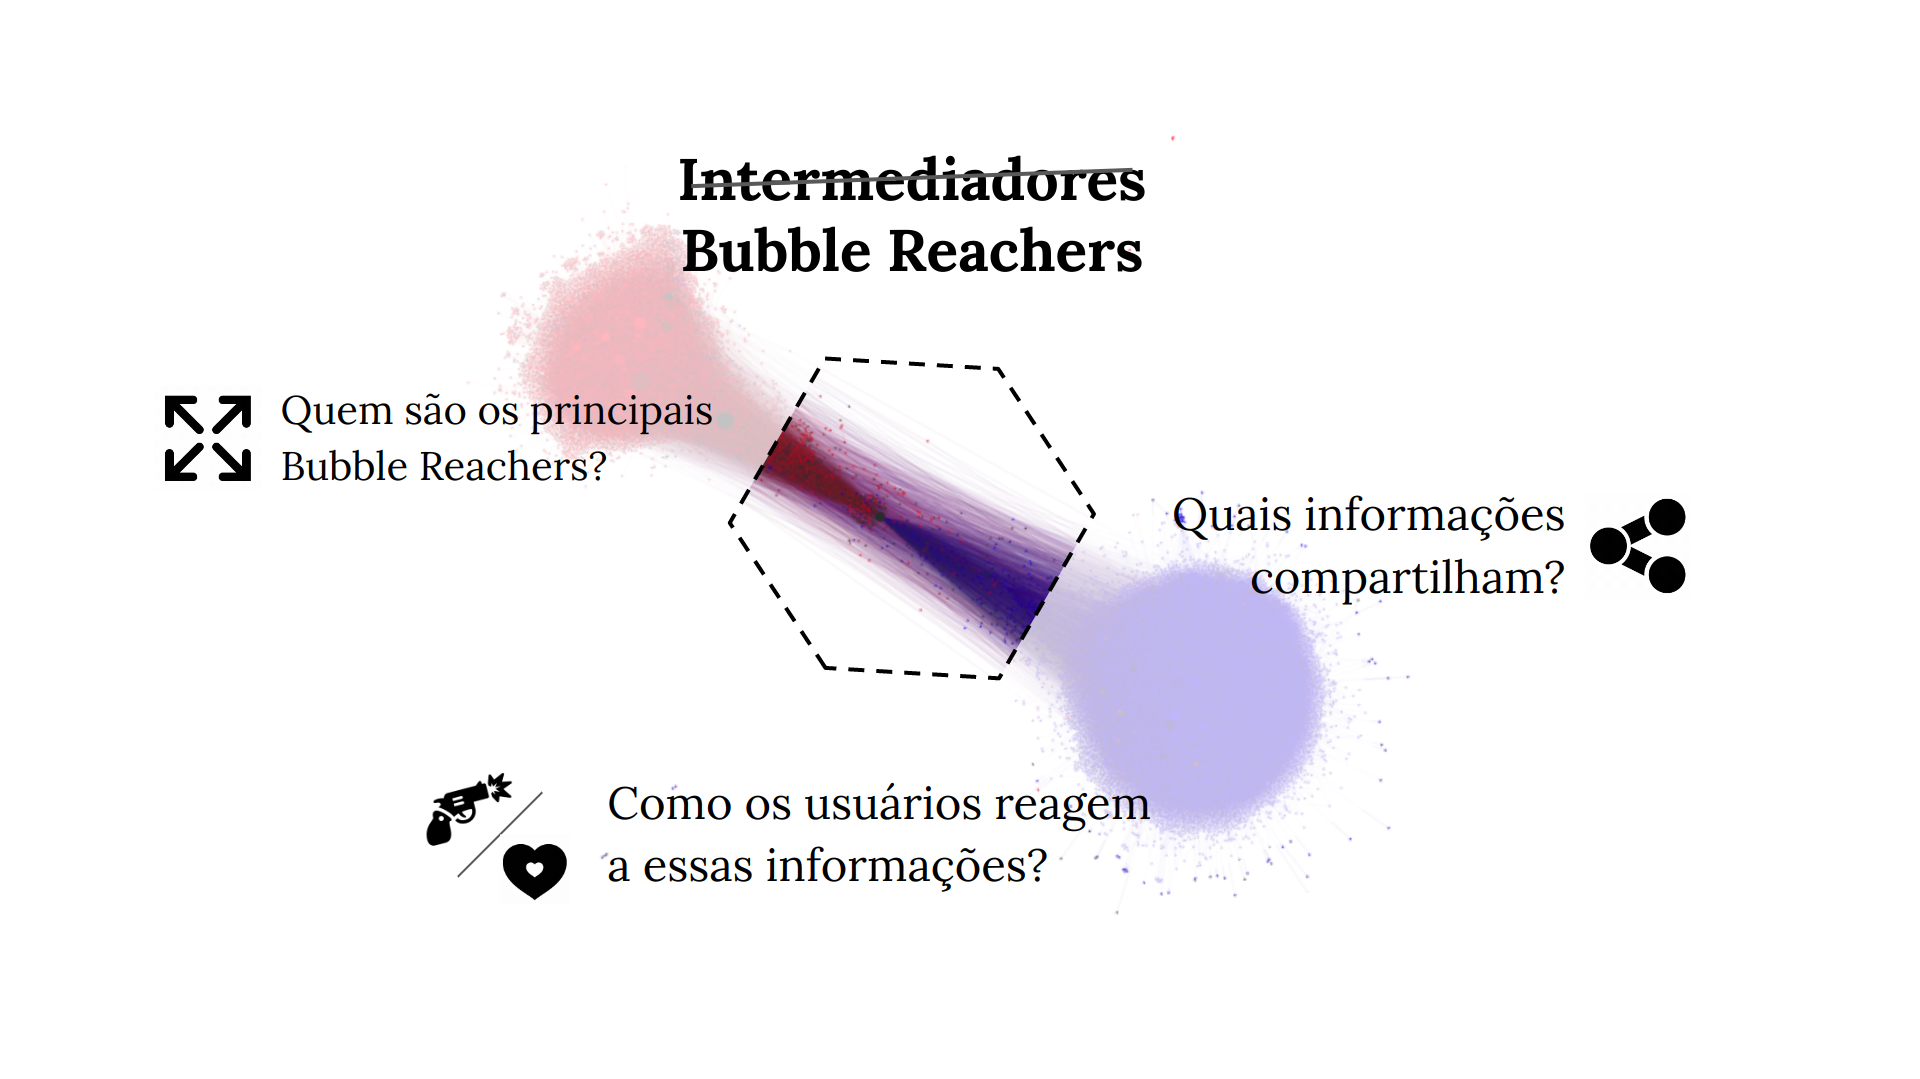 Intermediadores
Bubble Reachers
Quem são os principais
Bubble Reachers?
Quais informações
compartilham?
Como os usuários reagem
a essas informações?